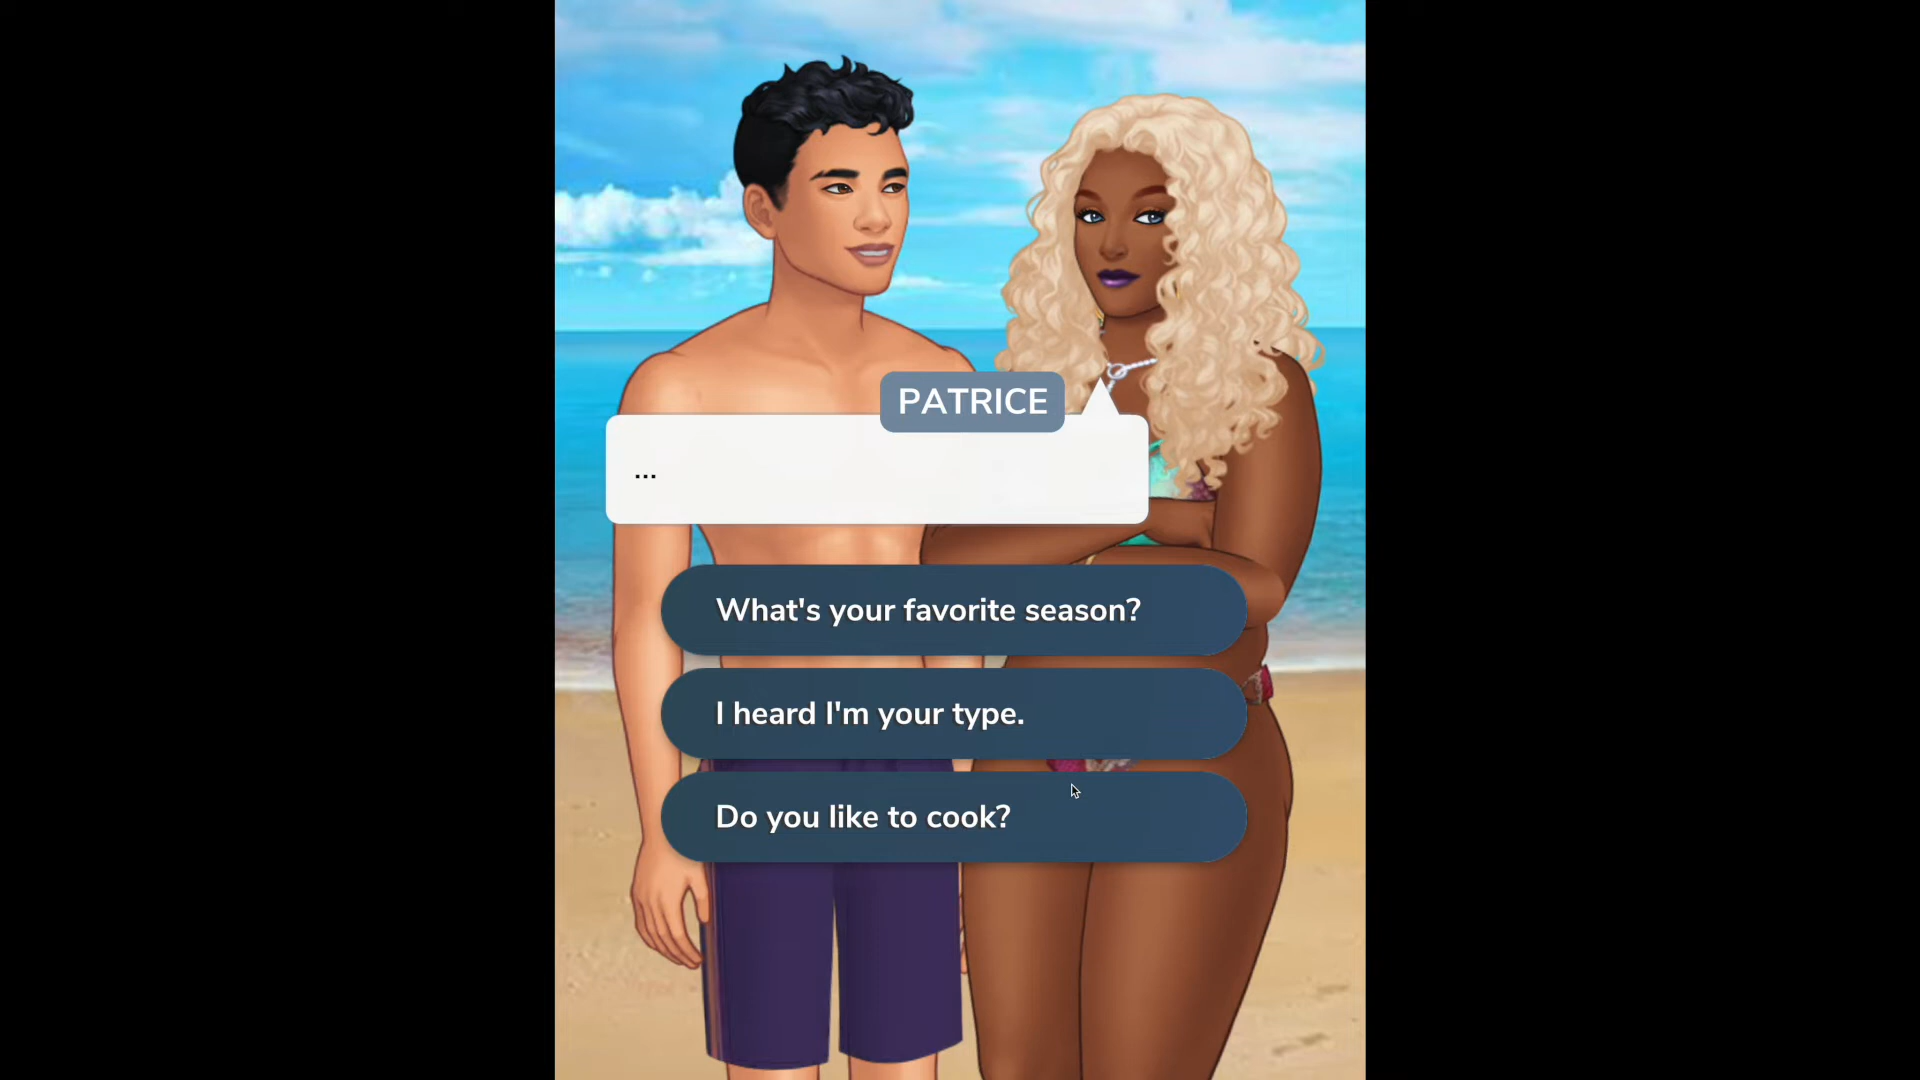 PATRICE
...
What's your favorite season?
I heard I'm your type.
Do you like to cook?